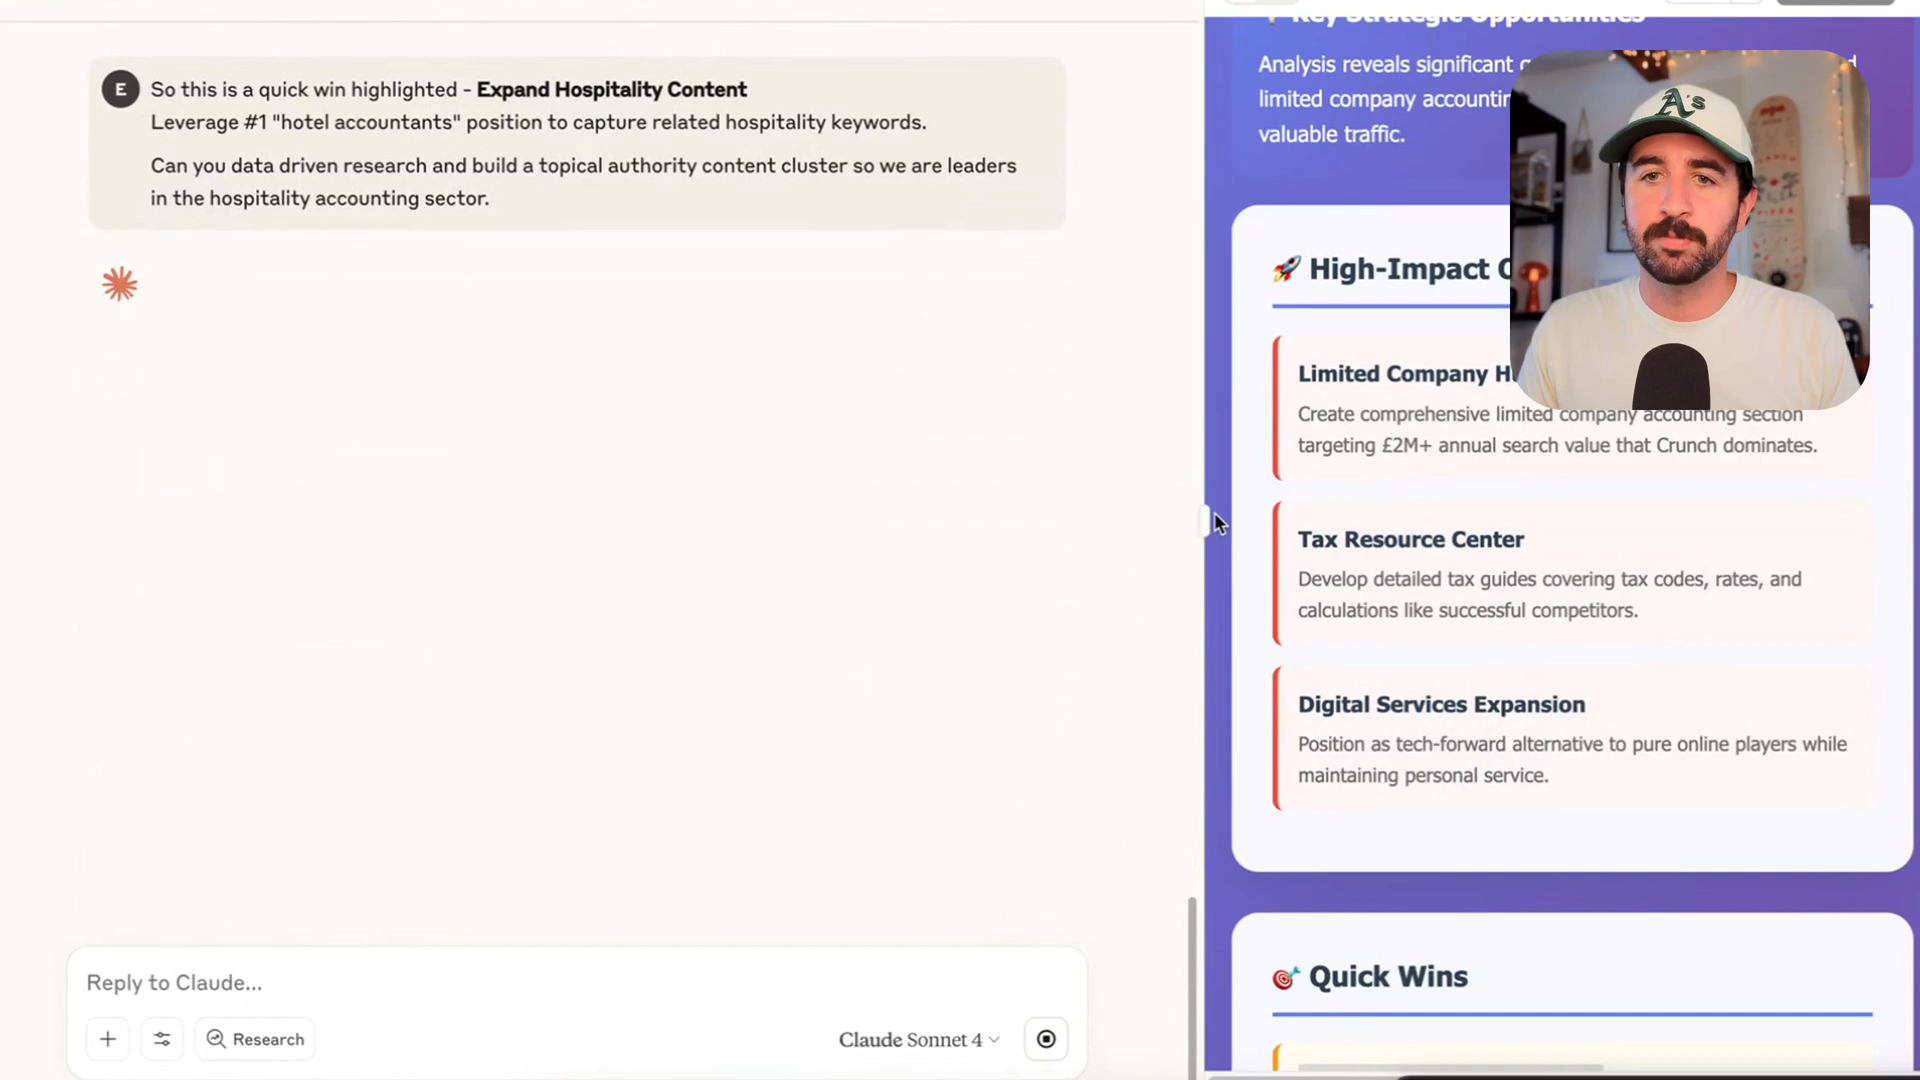 E
So this is a quick win highlighted - Expand Hospitality Content
Leverage #1 "hotel accountants" position to capture related hospitality keywords.
Can you data driven research and build a topical authority content cluster so we are leaders
in the hospitality accounting sector.
Reply to Claude...
Research
Claude Sonnet 4
Key Strategic Opportunities
Analysis reveals significant
limited company
valuable traffic.
High-Impact
Limited Company
Create comprehensive limited company accounting section
targeting £2M+ annual search value that Crunch dominates.
Tax Resource Center
Develop detailed tax guides covering tax codes, rates, and
calculations like successful competitors.
Digital Services Expansion
Position as tech-forward alternative to pure online players while
maintaining personal service.
Quick Wins
A's
PIZZA